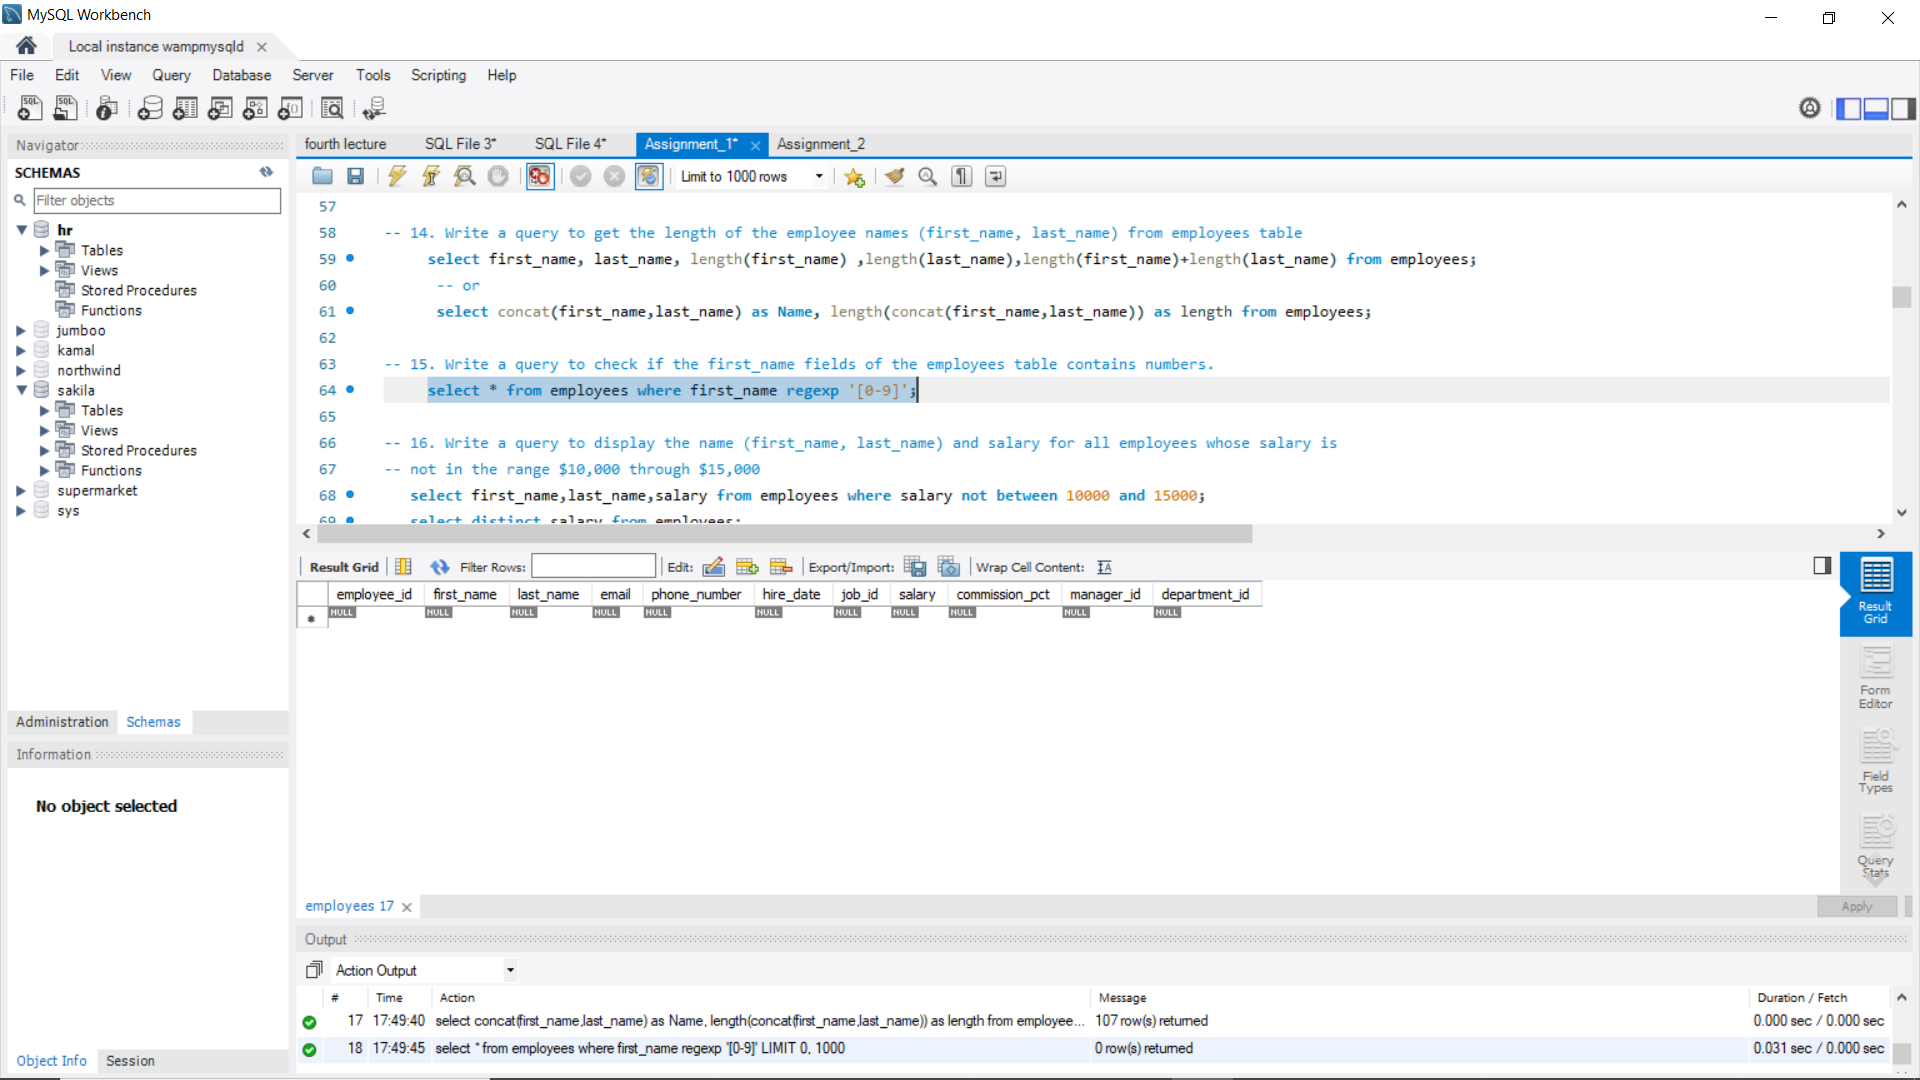 MySQL Workbench
Local instance wampmysqld
File Edit View Query Database Server Tools Scripting Help
Navigator
SCHEMAS
Filter objects
hr
Tables
Views
Stored Procedures
Functions
jumboo
kamal
northwind
sakila
Tables
Views
Stored Procedures
Functions
supermarket
sys
Administration Schemas
Information
No object selected
Object Info Session
fourth lecture SQL File 3* SQL File 4* Assignment_1* Assignment_2
Limit to 1000 rows
57
58 -- 14. Write a query to get the length of the employee names (first_name, last_name) from employees table
59 select first_name, last_name, length(first_name) ,length(last_name),length(first_name)+length(last_name) from employees;
60 -- or
61 select concat(first_name,last_name) as Name, length(concat(first_name,last_name)) as length from employees;
62
63 -- 15. Write a query to check if the first_name fields of the employees table contains numbers.
64 select * from employees where first_name regexp '[0-9]';
65
66 -- 16. Write a query to display the name (first_name, last_name) and salary for all employees whose salary is
67 -- not in the range $10,000 through $15,000
68 select first_name,last_name,salary from employees where salary not between 10000 and 15000;
69 select distinct salary from employees;
Result Grid Filter Rows: Edit: Export/Import: Wrap Cell Content:
employee_id first_name last_name email phone_number hire_date job_id salary commission_pct manager_id department_id
NULL NULL NULL NULL NULL NULL NULL NULL NULL NULL NULL
Result
Grid
Form
Editor
Field
Types
Query
Stats
employees 17
Apply
Output
Action Output
# Time Action Message Duration / Fetch
17 17:49:40 select concat(first_name,last_name) as Name, length(concat(first_name,last_name)) as length from employee... 107 row(s) returned 0.000 sec / 0.000 sec
18 17:49:45 select * from employees where first_name regexp '[0-9]' LIMIT 0, 1000 0 row(s) returned 0.031 sec / 0.000 sec